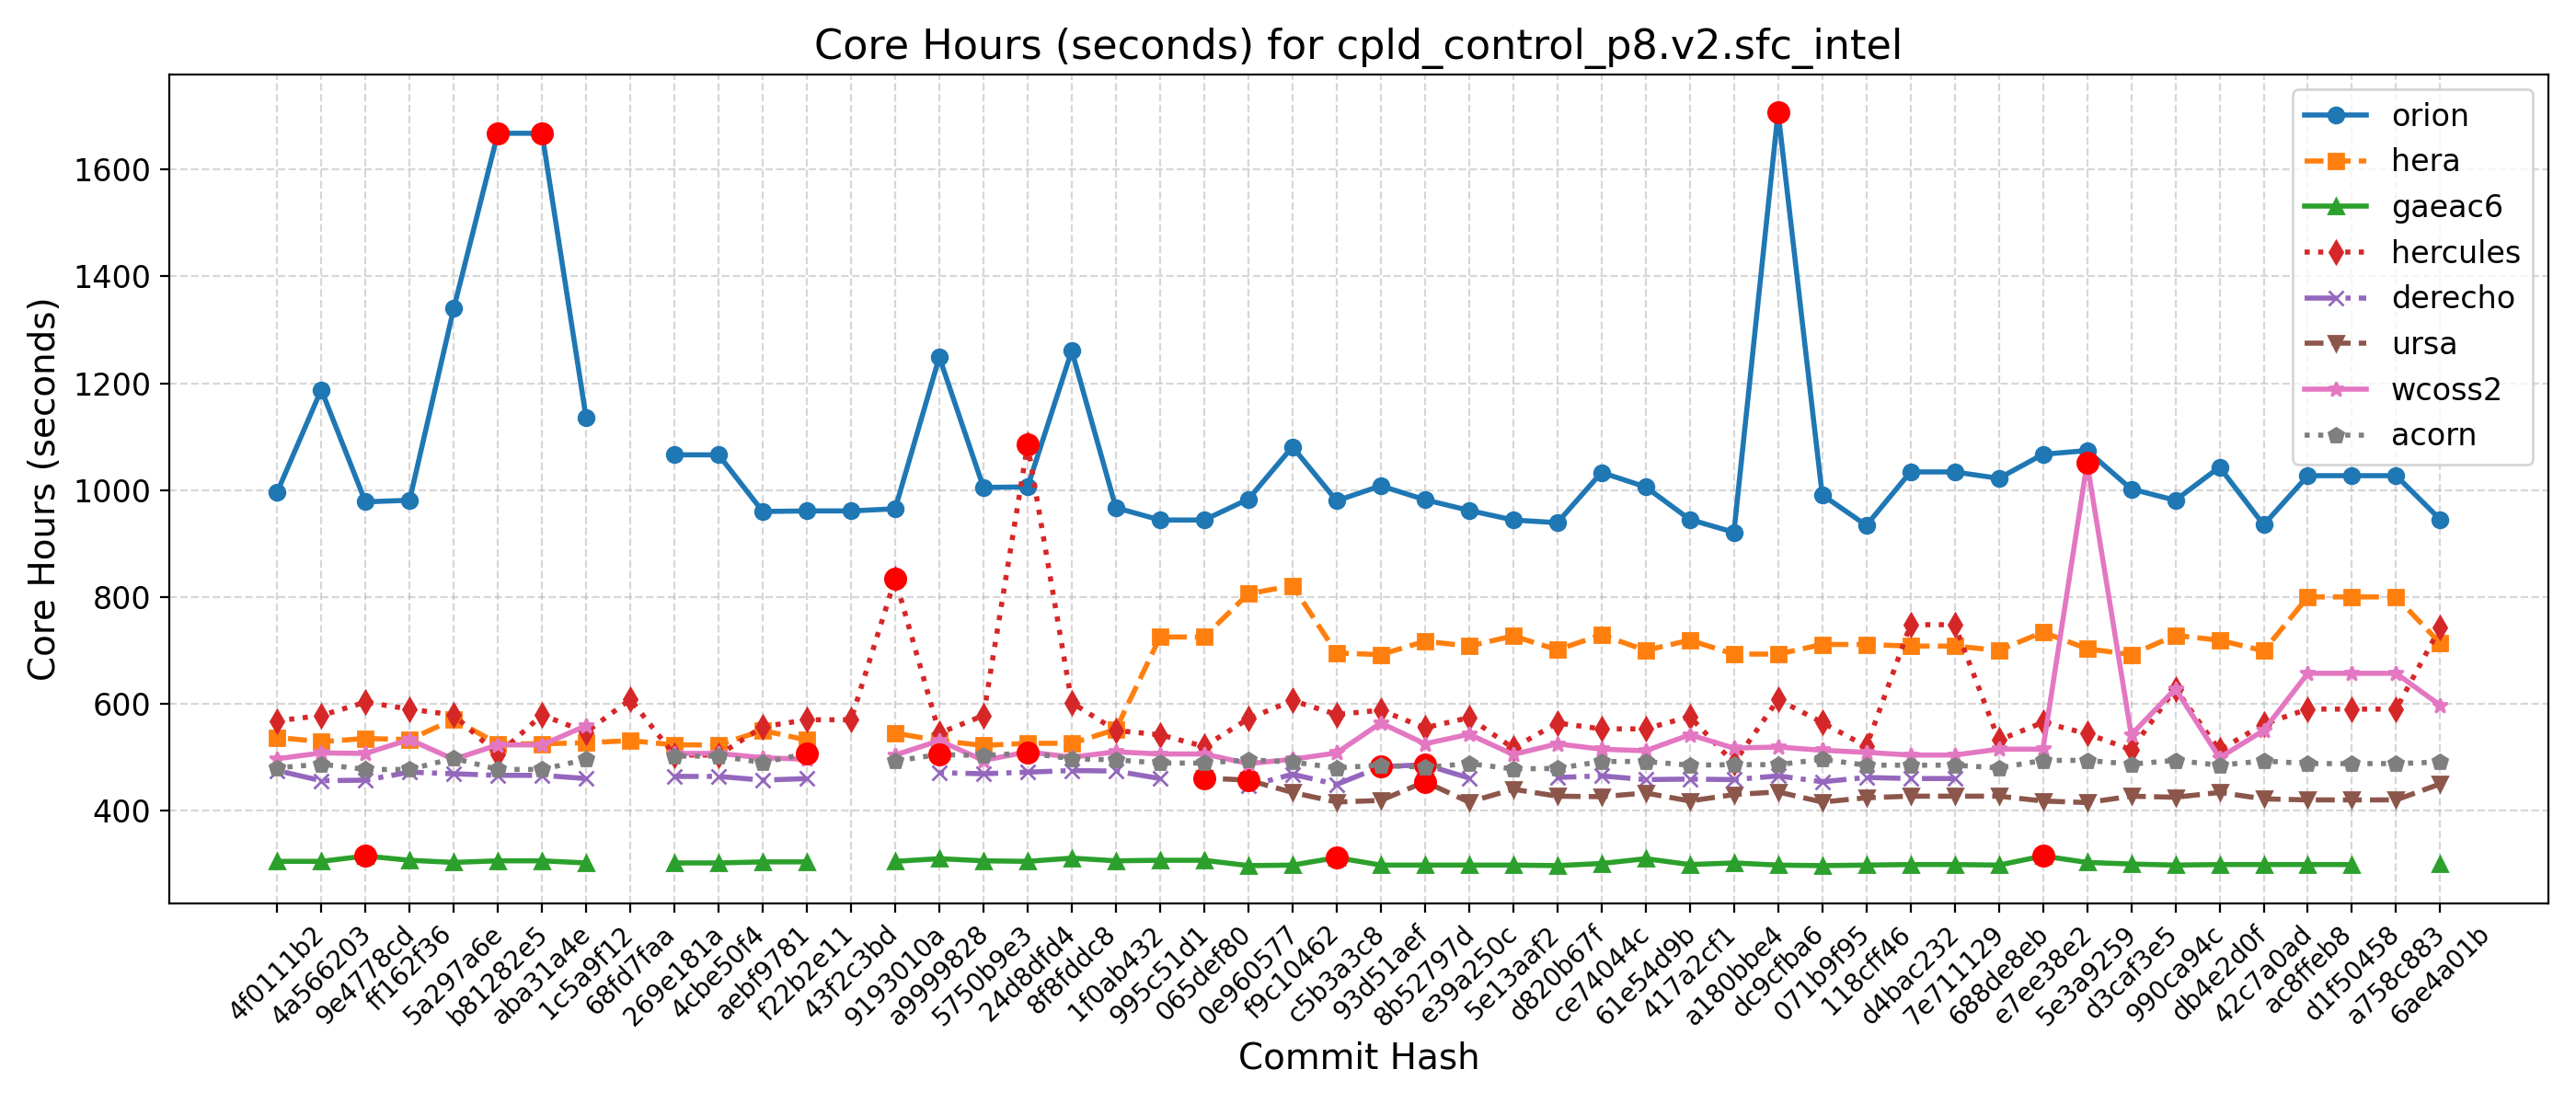 Core Hours (seconds) for cpld_control_p8.v2.sfc_intel
Core Hours (seconds)
1600
1400
1200
1000
800
600
400
orion
hera
gaeac6
hercules
derecho
ursa
wcoss2
acorn
4f0111b2
4a566203
9e4778cd
ff162f36
5a297a6e
b81282e5
aba31a4e
1c5a9f12
68fd7faa
269e181a
4cbe50f4
aebf9781
f22b2e11
43f2c3bd
9193010a
a9999828
5750b9e3
24d8dfd4
8f8fddc8
1f0ab432
995c51d1
065def80
0e960577
f9c10462
c5b3a3c8
93d51aef
8b52797d
e39a250c
5e13aaf2
d820b67f
ce74044c
61e54d9b
417a2cf1
a180bbe4
dc9cfba6
071b9f95
118cff46
d4bac232
7e711129
688de8eb
e7ee38e2
5e3a9259
d3caf3e5
990ca94c
db4e2d0f
42c7a0ad
ac8ffeb8
d1f50458
a758c883
6ae4a01b
Commit Hash